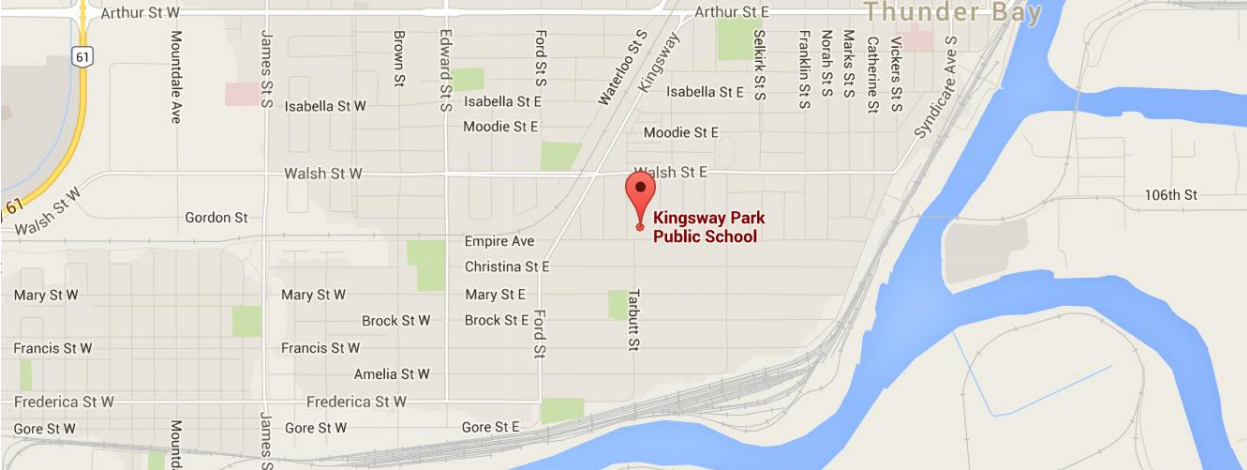 Arthur St W
Arthur St E
Thunder Bay
61
Mountdale Ave
James St S
Brown St
Edward St S
Ford St S
Waterloo St S
Kingsway
Selkirk St S
Franklin St S
Norah St S
Marks St S
Catherine St
Vickers St S
Syndicate Ave S
Isabella St W
Isabella St E
Isabella St E
Moodie St E
Moodie St E
Walsh St W
Walsh St E
106th St
61
Walsh St W
Gordon St
Kingsway Park
Public School
Empire Ave
Christina St E
Mary St W
Mary St W
Mary St E
Brock St W
Brock St E
Ford St
Tarbutt St
Francis St W
Francis St W
Amelia St W
Frederica St W
Frederica St W
Gore St W
Mountd
James S
Gore St W
Gore St E